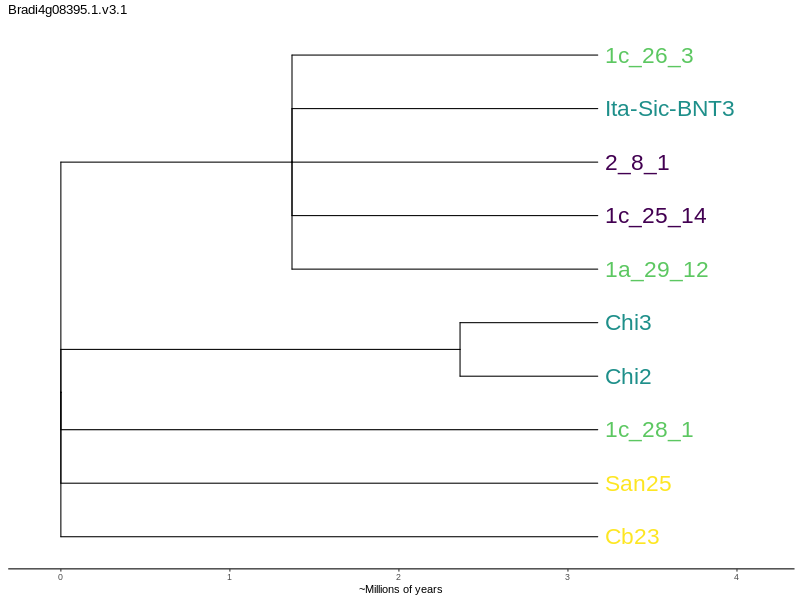 Bradi4g08395.1.v3.1
1c_26_3
Ita-Sic-BNT3
2_8_1
1c_25_14
1a_29_12
Chi3
Chi2
1c_28_1
San25
Cb23
0 1 2 3 4
~Millions of years